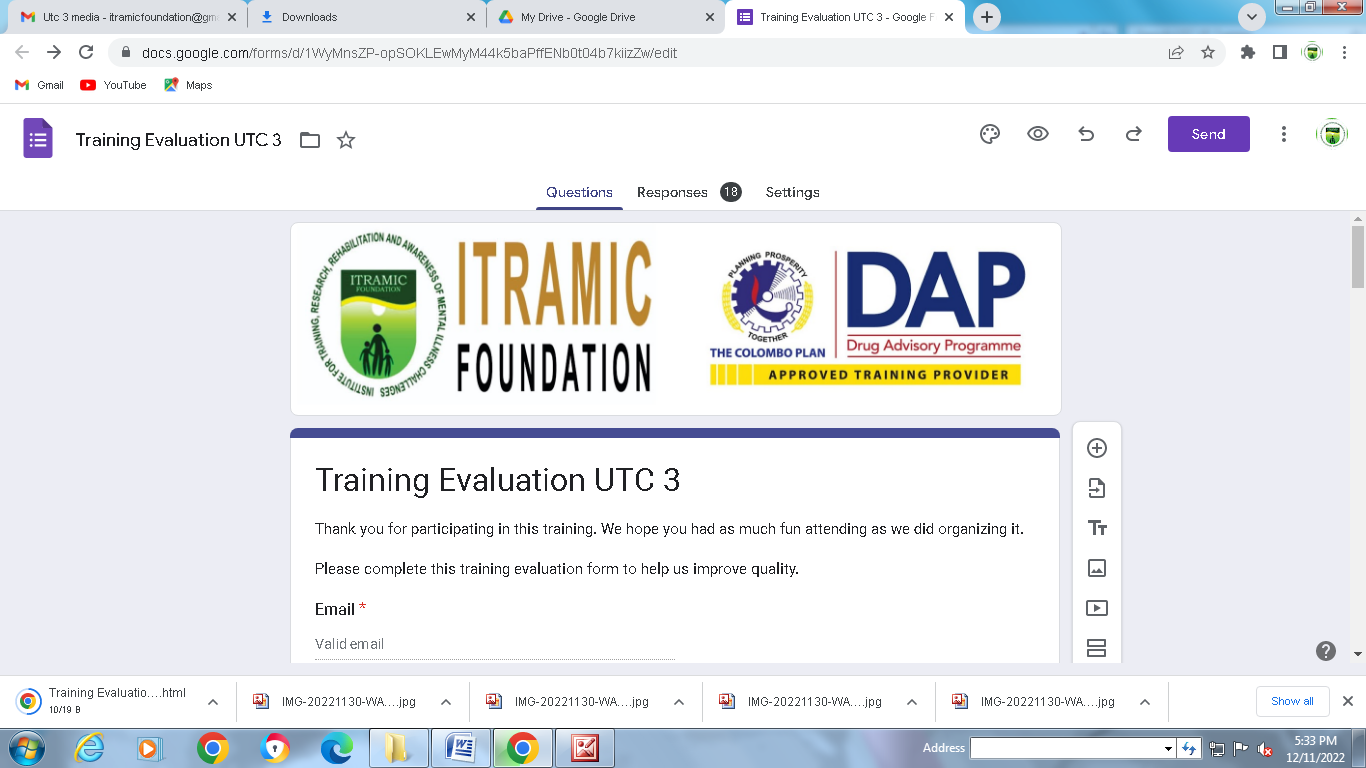 Utc 3 media - itramicfoundation@gm
Downloads
My Drive - Google Drive
Training Evaluation UTC 3 - Google F
docs.google.com/forms/d/1WyMnsZP-opSOKLEwMyM44k5baPffENb0t04b7kiizZw/edit
Gmail
YouTube
Maps
Training Evaluation UTC 3
Send
Questions
Responses 18
Settings
INSTITUTE FOR TRAINING, RESEARCH, REHABILITATION AND AWARENESS OF MENTAL ILLNESS CHALLENGES
ITRAMIC
FOUNDATION
ITRAMIC
FOUNDATION
PLANNING PROSPERITY
TOGETHER
THE COLOMBO PLAN
DAP
Drug Advisory Programme
APPROVED TRAINING PROVIDER
Training Evaluation UTC 3
Thank you for participating in this training. We hope you had as much fun attending as we did organizing it.
Please complete this training evaluation form to help us improve quality.
Email *
Valid email
Training Evaluatio....html
10/19 B
IMG-20221130-WA....jpg
IMG-20221130-WA....jpg
IMG-20221130-WA....jpg
IMG-20221130-WA....jpg
Show all
Address
5:33 PM
12/11/2022